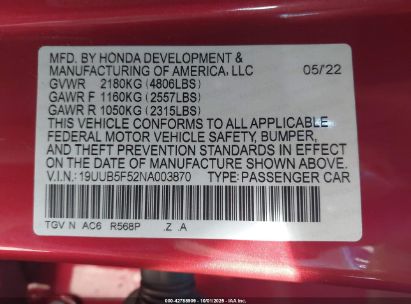 MFD. BY HONDA DEVELOPMENT &
MANUFACTURING OF AMERICA, LLC 05/22
GVWR 2180KG (4806LBS)
GAWR F 1160KG (2557LBS)
GAWR R 1050KG (2315LBS)
THIS VEHICLE CONFORMS TO ALL APPLICABLE
FEDERAL MOTOR VEHICLE SAFETY, BUMPER,
AND THEFT PREVENTION STANDARDS IN EFFECT
ON THE DATE OF MANUFACTURE SHOWN ABOVE.
V.I.N.:19UUB5F52NA003870 TYPE:PASSENGER CAR
TGV N AC6 R568P .Z .A